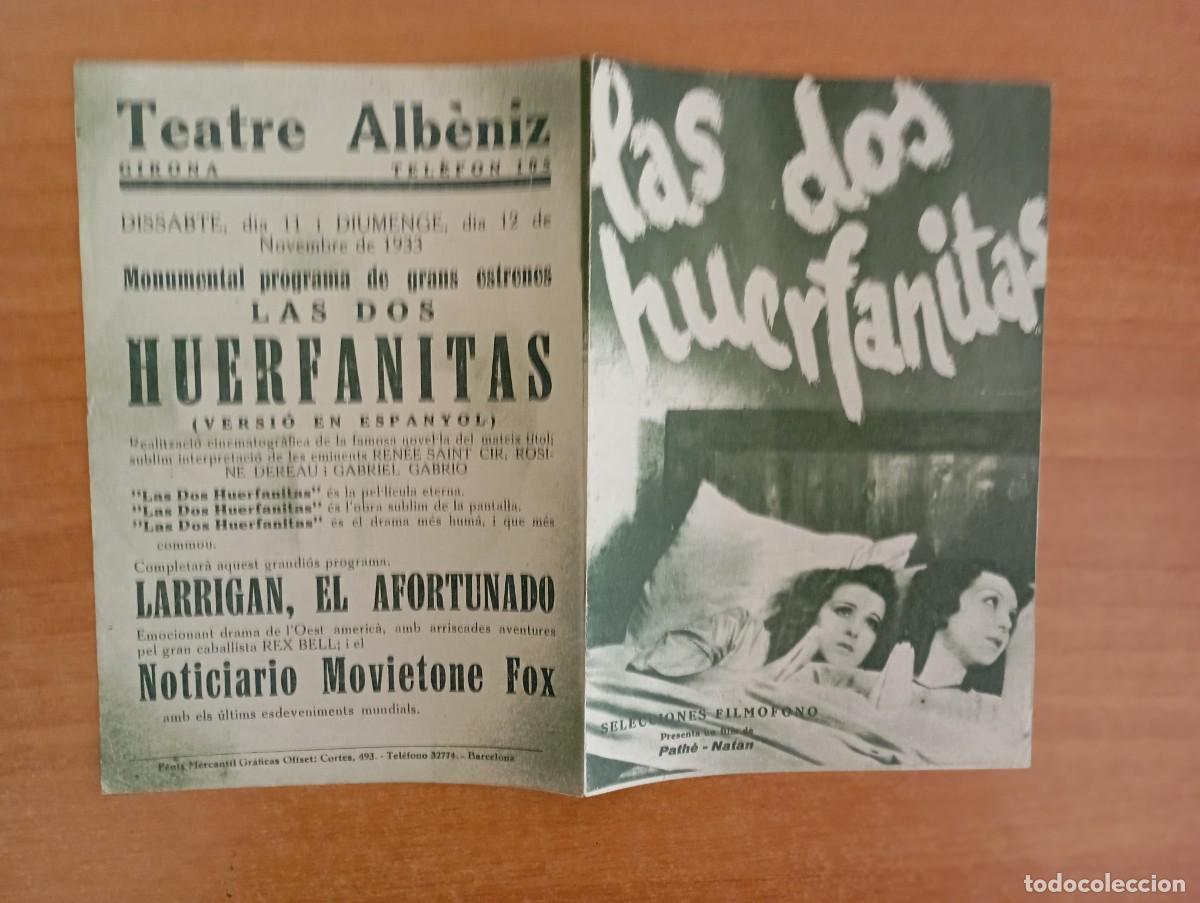 Teatre Albèniz
GIRONA TELÈFON 185
DISSABTE, dia 11 i DIUMENGE, dia 12 de
Novembre de 1933
Monumental programa de grans estrenes
LAS DOS
HUERFANITAS
(VERSIÓ EN ESPANYOL)
Realització cinematogràfica de la famosa novel·la del mateix títol;
sublim interpretació de les eminents RENÉE SAINT CIR, ROSI-
NE DEREAU i GABRIEL GABRIO
"Las Dos Huerfanitas" és la pel·lícula eterna.
"Las Dos Huerfanitas" és l'obra sublim de la pantalla.
"Las Dos Huerfanitas" és el drama més humà, i que més
commou.
Completarà aquest grandiós programa.
LARRIGAN, EL AFORTUNADO
Emocionant drama de l'Oest americà, amb arriscades aventures
pel gran caballista REX BELL; i el
Noticiario Movietone Fox
amb els últims esdeveniments mundials.
Fénix Mercantil Gráficas Offset: Cortes, 493. - Teléfono 32774. - Barcelona
las dos
huerfanitas
SELECCIONES FILMOFONO
Presenta un film de
Pathé - Natan
todocoleccion